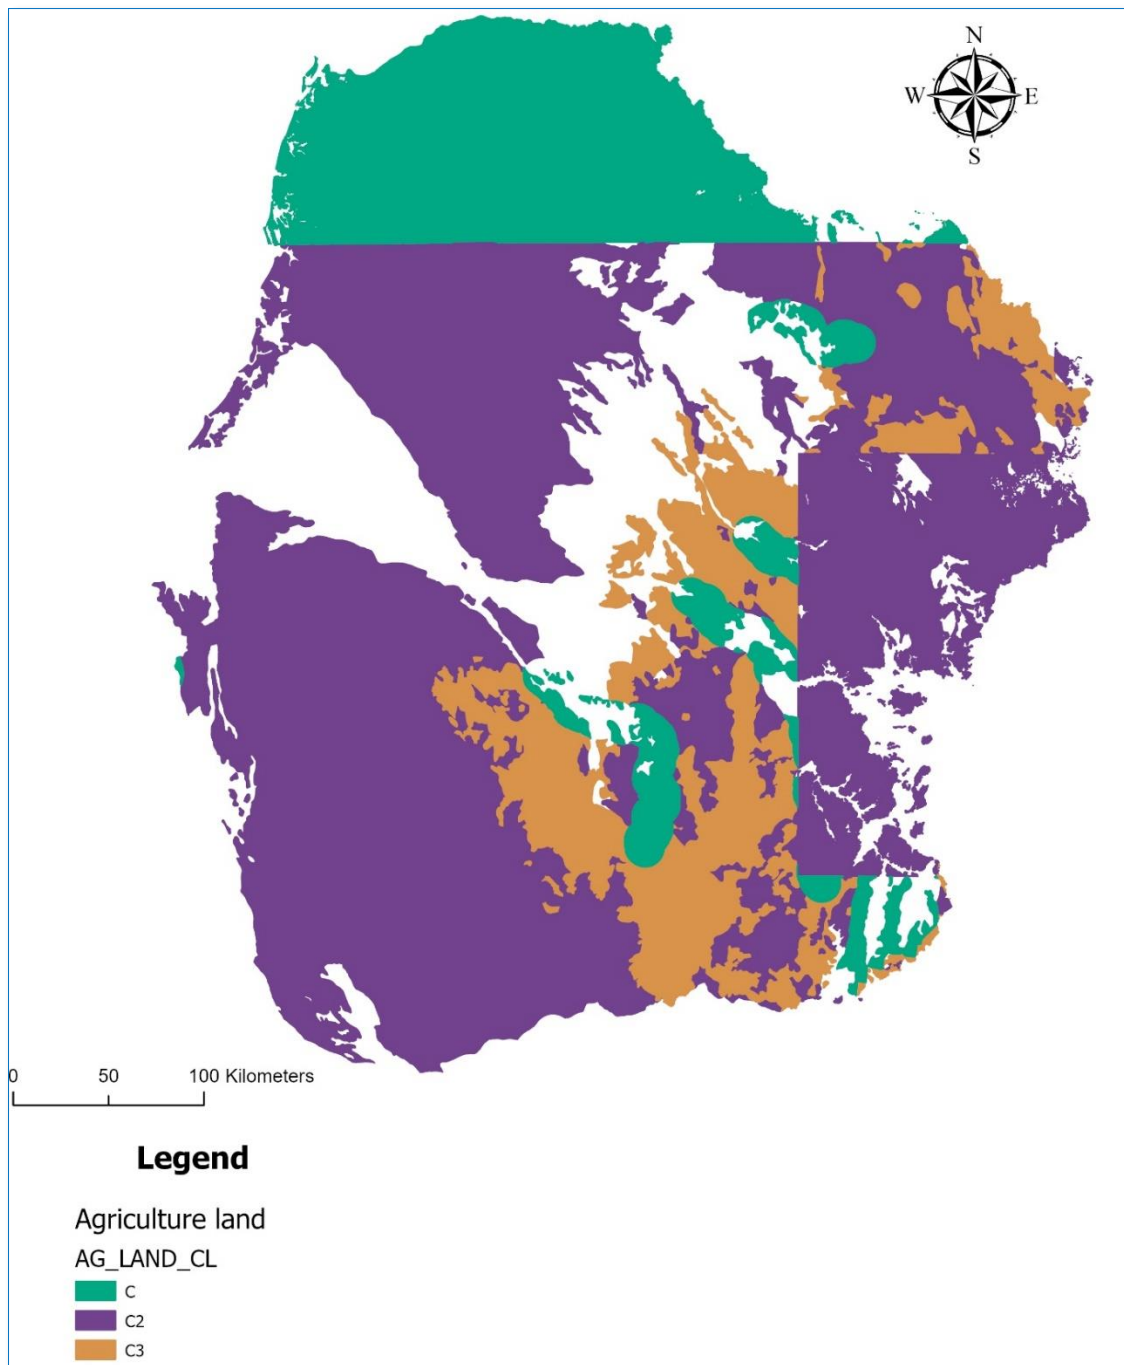 N
W E
S
0 50 100 Kilometers
Legend
Agriculture land
AG_LAND_CL
C
C2
C3